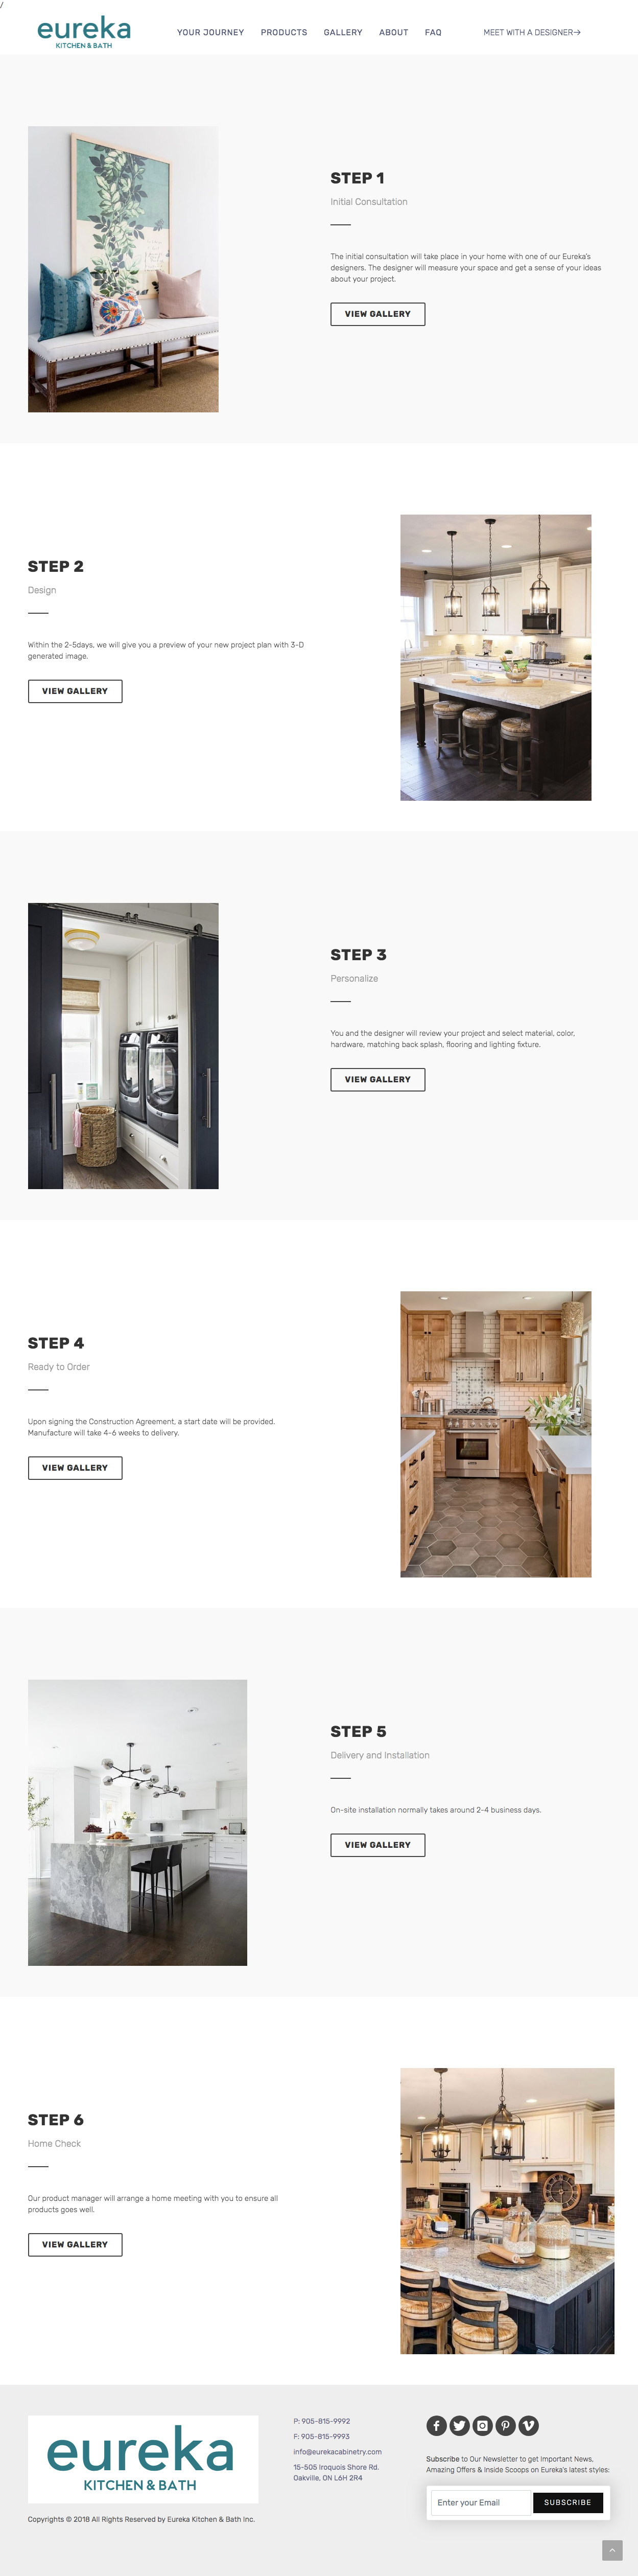 /
eureka
KITCHEN & BATH
YOUR JOURNEY PRODUCTS GALLERY ABOUT FAQ MEET WITH A DESIGNER→
STEP 1
Initial Consultation
The initial consultation will take place in your home with one of our Eureka's
designers. The designer will measure your space and get a sense of your ideas
about your project.
VIEW GALLERY
STEP 2
Design
Within the 2-5days, we will give you a preview of your new project plan with 3-D
generated image.
VIEW GALLERY
STEP 3
Personalize
You and the designer will review your project and select material, color,
hardware, matching back splash, flooring and lighting fixture.
VIEW GALLERY
STEP 4
Ready to Order
Upon signing the Construction Agreement, a start date will be provided.
Manufacture will take 4-6 weeks to delivery.
VIEW GALLERY
STEP 5
Delivery and Installation
On-site installation normally takes around 2-4 business days.
VIEW GALLERY
STEP 6
Home Check
Our product manager will arrange a home meeting with you to ensure all
products goes well.
VIEW GALLERY
eureka
KITCHEN & BATH
Copyrights © 2018 All Rights Reserved by Eureka Kitchen & Bath Inc.
P: 905-815-9992
F: 905-815-9993
info@eurekacabinetry.com
15-505 Iroquois Shore Rd.
Oakville, ON L6H 2R4
Subscribe to Our Newsletter to get Important News,
Amazing Offers & Inside Scoops on Eureka's latest styles:
Enter your Email
SUBSCRIBE